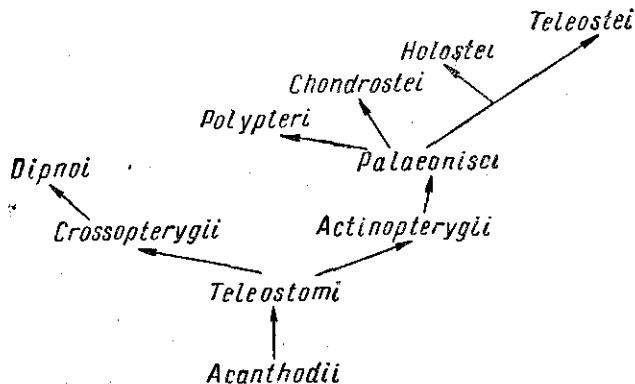 Teleostei
Holostei
Chondrostei
Polypteri
Palaeonisci
Dipnoi
Crossopterygii
Actinopterygii
Teleostomi
Acanthodii